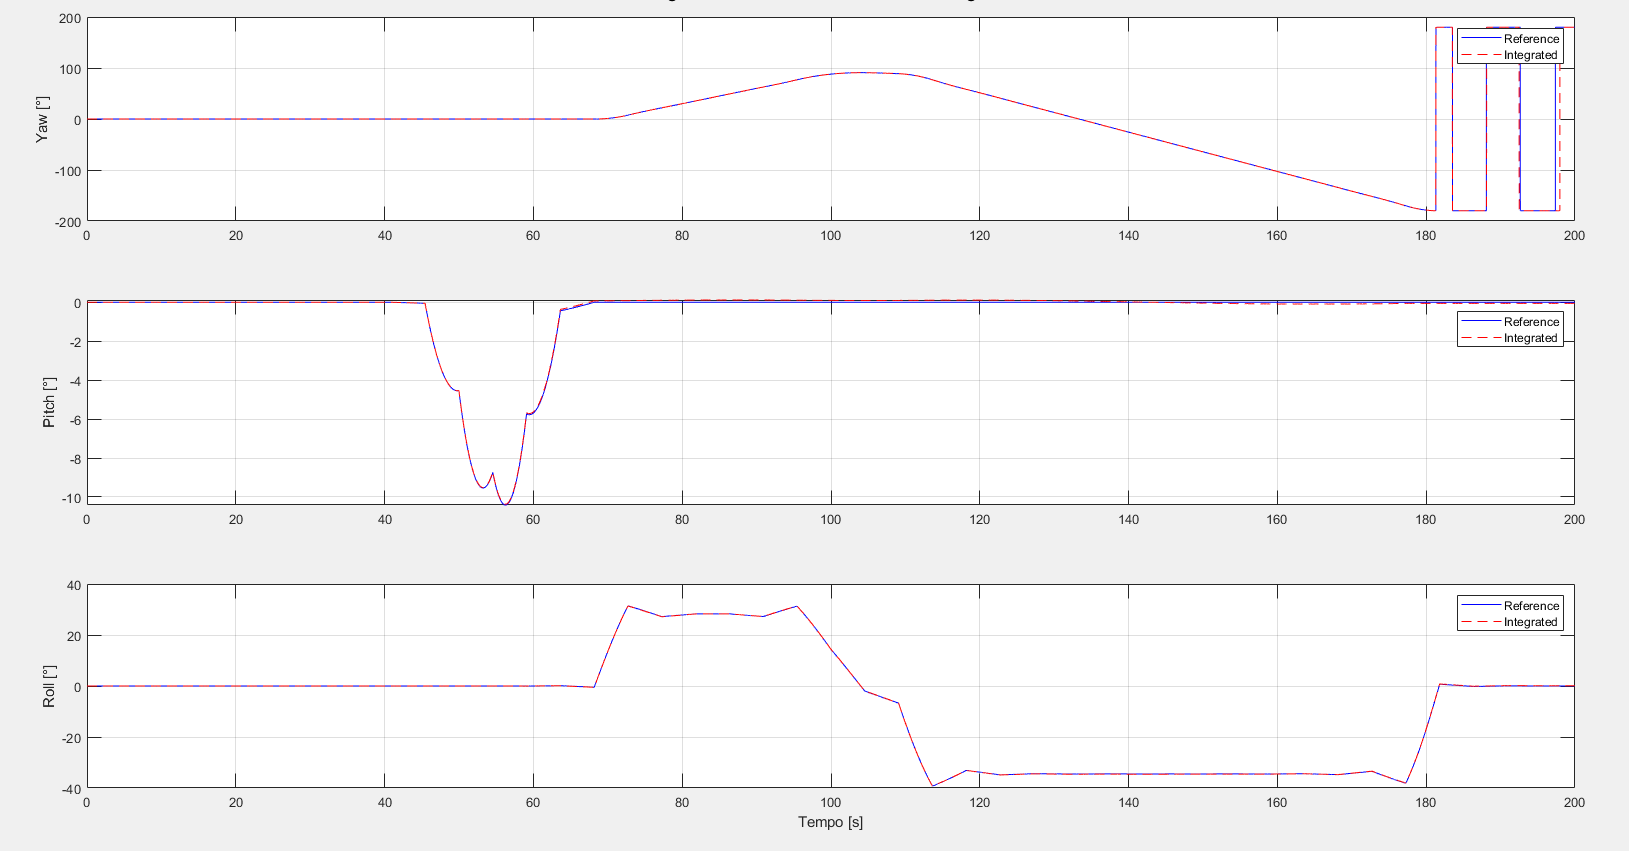 200
100
0
-100
-200
Yaw [°]
Reference
Integrated
0 20 40 60 80 100 120 140 160 180 200
0
-2
-4
-6
-8
-10
Pitch [°]
Reference
Integrated
0 20 40 60 80 100 120 140 160 180 200
40
20
0
-20
-40
Roll [°]
Reference
Integrated
0 20 40 60 80 100 120 140 160 180 200
Tempo [s]